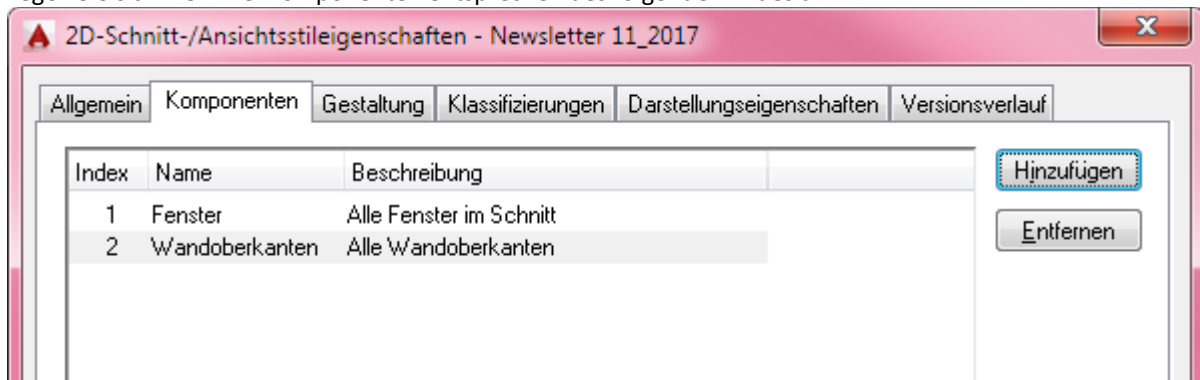 2D-Schnitt-/Ansichtsstileigenschaften - Newsletter 11_2017
Allgemein Komponenten Gestaltung Klassifizierungen Darstellungseigenschaften Versionsverlauf
Index Name Beschreibung
1 Fenster Alle Fenster im Schnitt
2 Wandoberkanten Alle Wandoberkanten
Hinzufügen
Entfernen